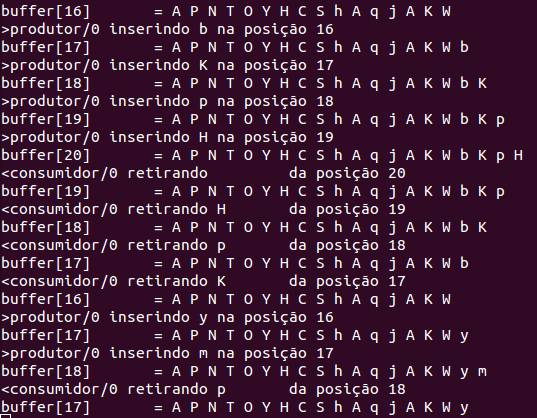 buffer[16] = A P N T O Y H C S h A q j A K W
>produtor/0 inserindo b na posição 16
buffer[17] = A P N T O Y H C S h A q j A K W b
>produtor/0 inserindo K na posição 17
buffer[18] = A P N T O Y H C S h A q j A K W b K
>produtor/0 inserindo p na posição 18
buffer[19] = A P N T O Y H C S h A q j A K W b K p
>produtor/0 inserindo H na posição 19
buffer[20] = A P N T O Y H C S h A q j A K W b K p H
<consumidor/0 retirando da posição 20
buffer[19] = A P N T O Y H C S h A q j A K W b K p
<consumidor/0 retirando H da posição 19
buffer[18] = A P N T O Y H C S h A q j A K W b K
<consumidor/0 retirando p da posição 18
buffer[17] = A P N T O Y H C S h A q j A K W b
<consumidor/0 retirando K da posição 17
buffer[16] = A P N T O Y H C S h A q j A K W
>produtor/0 inserindo y na posição 16
buffer[17] = A P N T O Y H C S h A q j A K W y
>produtor/0 inserindo m na posição 17
buffer[18] = A P N T O Y H C S h A q j A K W y m
<consumidor/0 retirando p da posição 18
buffer[17] = A P N T O Y H C S h A q j A K W y